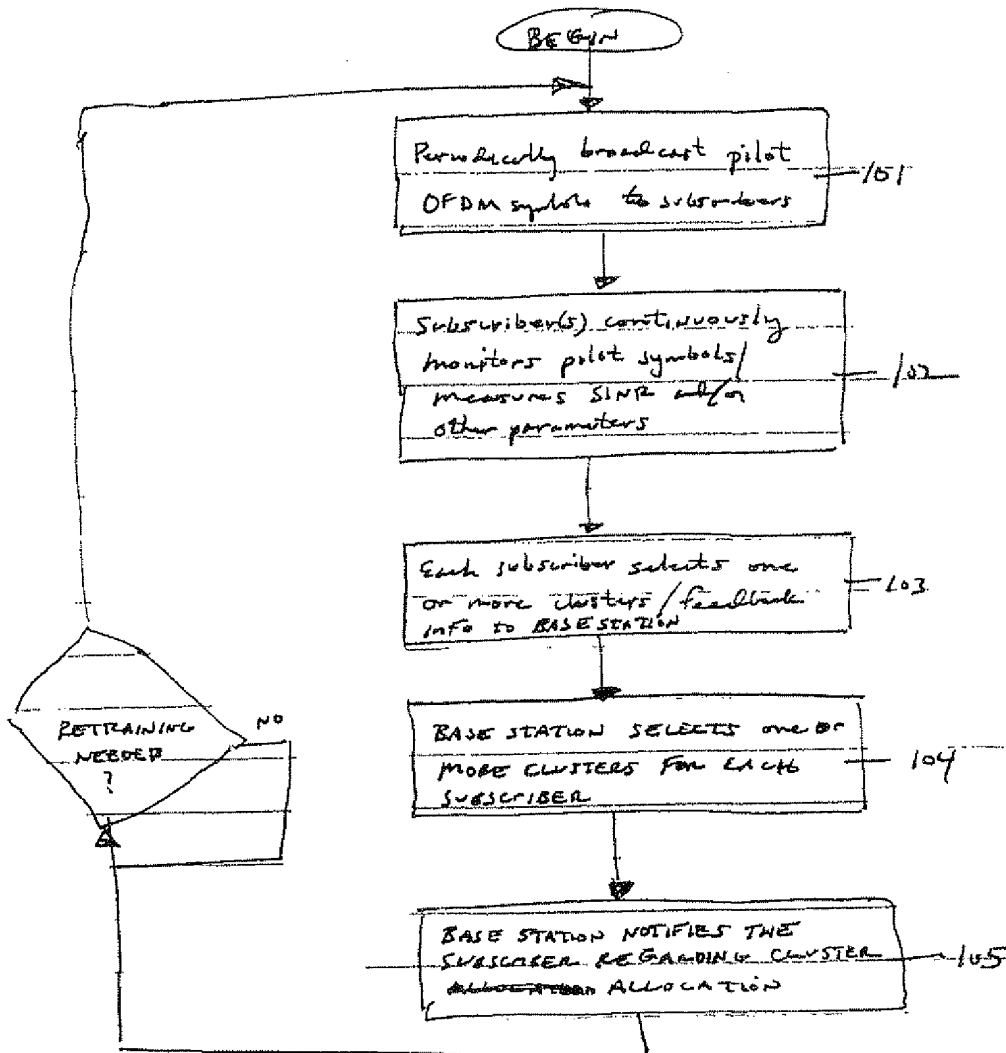 BEGIN
Periodically broadcast pilot
OFDM symbols to subscribers
101
Subscriber(s) continuously
monitors pilot symbols/
measures SINR and/or
other parameters
102
Each subscriber selects one
or more clusters/feedback
info to BASE STATION
103
BASE STATION SELECTS one or
MORE CLUSTERS FOR EACH
SUBSCRIBER
104
BASE STATION NOTIFIES THE
SUBSCRIBER REGARDING CLUSTER
ALLOCATION
105
RETRAINING
NEEDED
?
NO